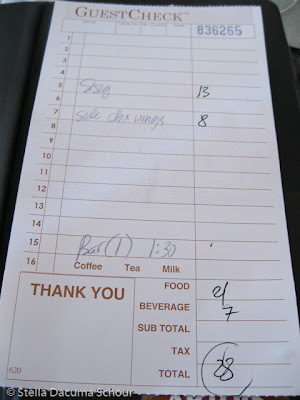 GUESTCHECK™
836265
1
2
3
4
5 13
6
7 Side chx wings 8
8
9
10
11
12
13
14
15 Bar (1) 1:30
16 Coffee Tea Milk
THANK YOU
FOOD 21
BEVERAGE 7
SUB TOTAL
TAX
TOTAL 28
620
© Stella Dacuma Schour